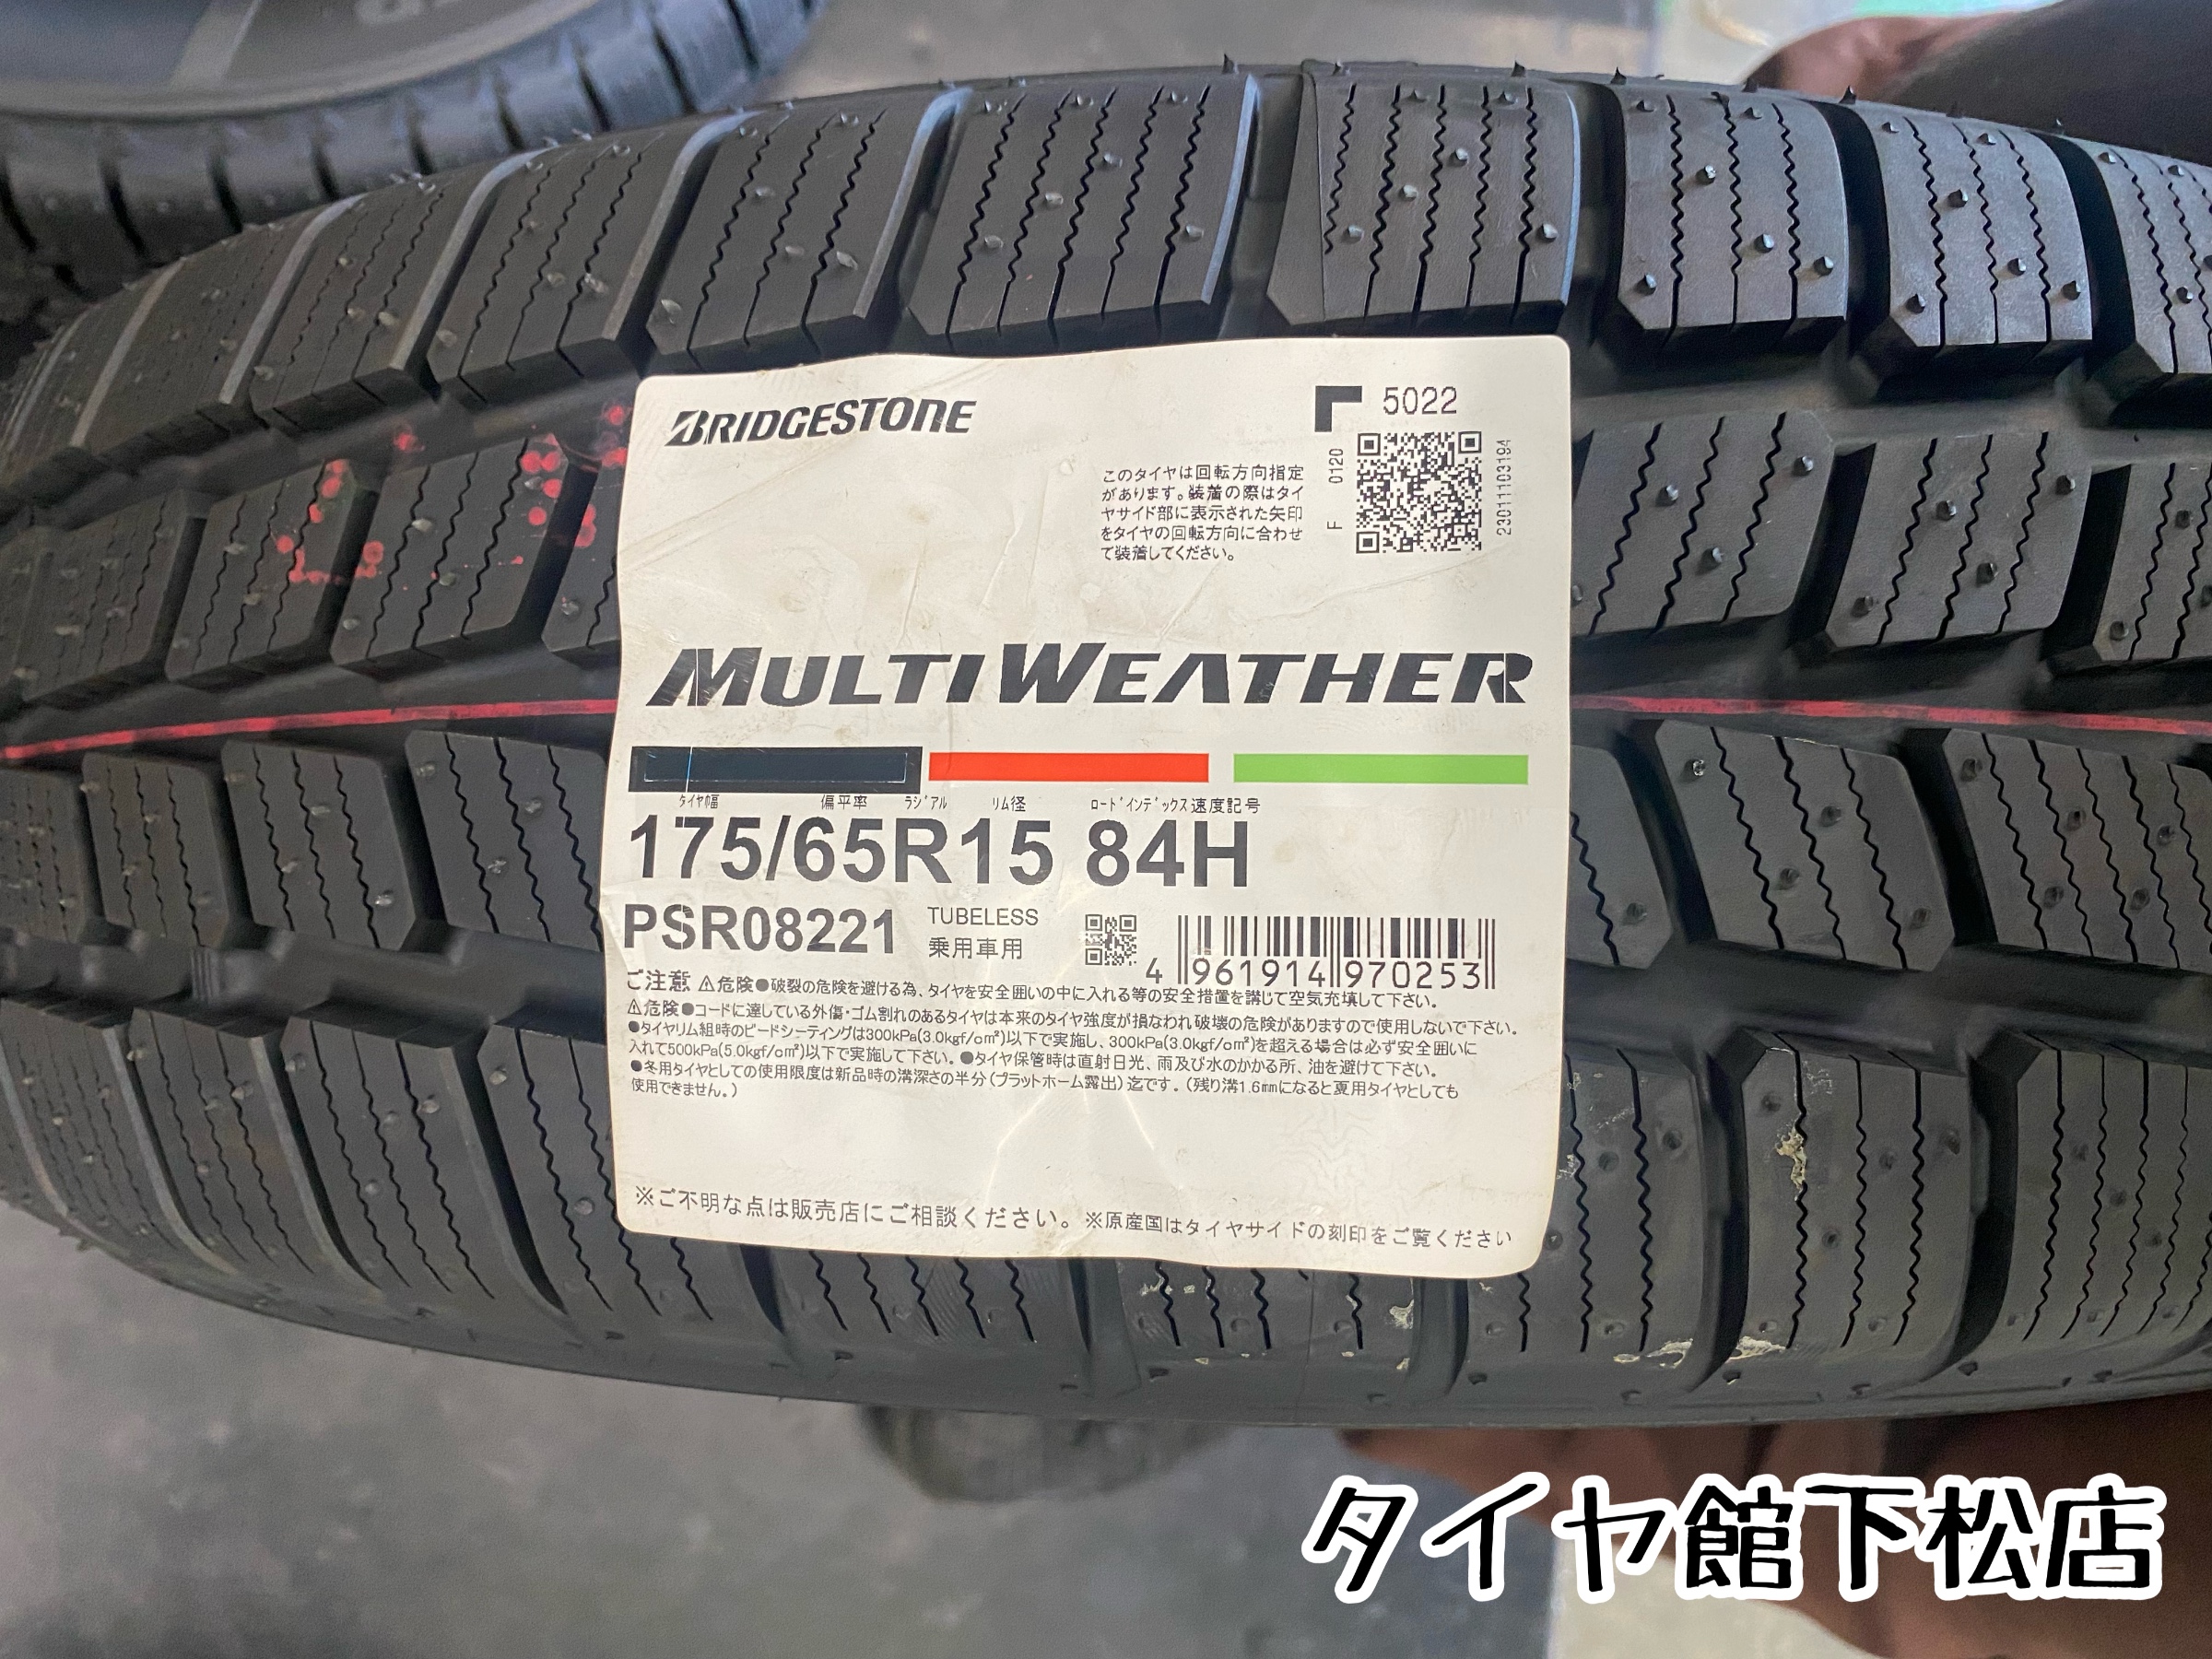 BRIDGESTONE
5022
F 0120
230111103194
このタイヤは回転方向指定
があります。装着の際はタイ
ヤサイド部に表示された矢印
をタイヤの回転方向に合わせ
て装着してください。
MULTIWEATHER
タイヤ巾幅 偏平率 ラジアル リム径 ロードインデックス 速度記号
175/65R15 84H
PSR08221 TUBELESS
乗用車用
4 961914 970253
ご注意 ⚠危険●破裂の危険を避ける為、タイヤを安全囲いの中に入れる等の安全措置を講じて空気充填して下さい。
⚠危険●コードに達している外傷・ゴム割れのあるタイヤは本来のタイヤ強度が損なわれ破壊の危険がありますので使用しないで下さい。
●タイヤリム組時のビードシーティングは300kPa(3.0kgf/c㎡)以下で実施し、300kPa(3.0kgf/c㎡)を超える場合は必ず安全囲いに
入れて500kPa(5.0kgf/c㎡)以下で実施して下さい。●タイヤ保管時は直射日光、雨及び水のかかる所、油を避けて下さい。
●冬用タイヤとしての使用限度は新品時の溝深さの半分(プラットホーム露出)迄です。(残り溝1.6㎜になると夏用タイヤとしても
使用できません。)
※ご不明な点は販売店にご相談ください。※原産国はタイヤサイドの刻印をご覧ください
タイヤ館下松店